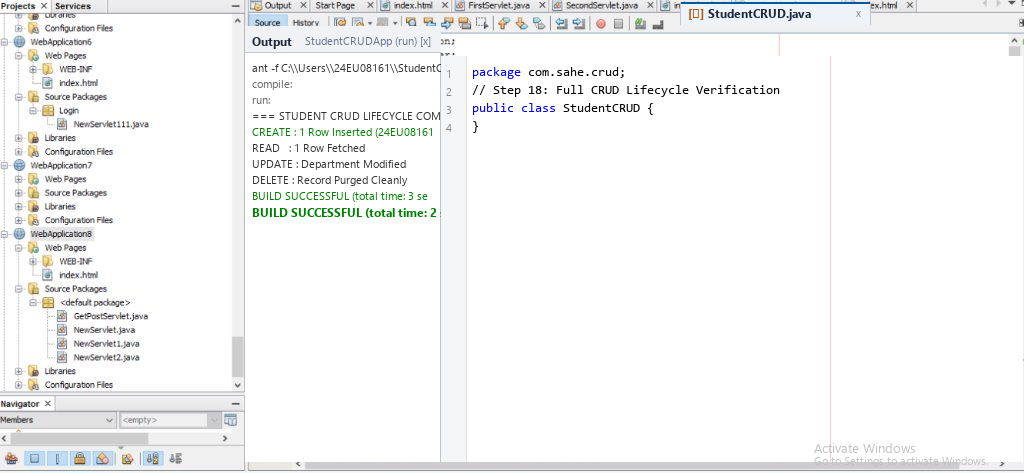 Projects
Services
Output
Start Page
index.html
FirstServlet.java
SecondServlet.java
StudentCRUD.java
Source
History
Libraries
Configuration Files
WebApplication6
Web Pages
WEB-INF
index.html
Source Packages
Login
NewServlet111.java
Libraries
Configuration Files
WebApplication7
Web Pages
Source Packages
Libraries
Configuration Files
WebApplication8
Web Pages
WEB-INF
index.html
Source Packages
<default package>
GetPostServlet.java
NewServlet.java
NewServlet1.java
NewServlet2.java
Libraries
Configuration Files
Navigator
Members
<empty>
Output StudentCRUDApp (run) [x]
ant -f C:\\Users\\24EU08161\\Student
compile:
run:
=== STUDENT CRUD LIFECYCLE COM
CREATE : 1 Row Inserted (24EU08161
READ : 1 Row Fetched
UPDATE : Department Modified
DELETE : Record Purged Cleanly
BUILD SUCCESSFUL (total time: 3 se
BUILD SUCCESSFUL (total time: 2
1 package com.sahe.crud;
2 // Step 18: Full CRUD Lifecycle Verification
3 public class StudentCRUD {
4 }
Activate Windows
Go to Settings to activate Windows.